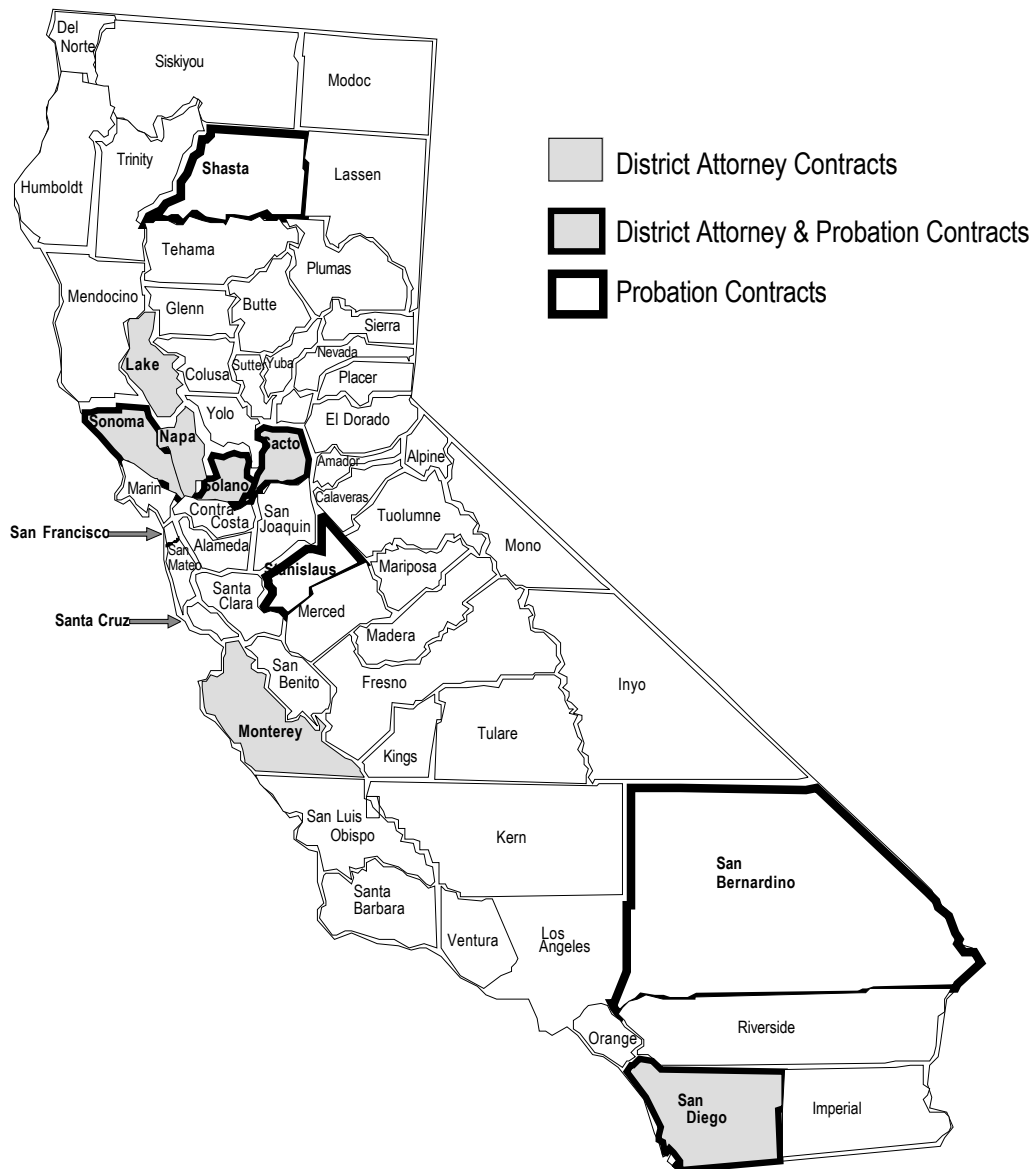 Del
Norte
Siskiyou
Modoc
Trinity
Shasta
Lassen
Humboldt
District Attorney Contracts
District Attorney & Probation Contracts
Probation Contracts
Tehama
Plumas
Mendocino
Glenn
Butte
Sierra
Lake
Colusa
Sutter
Yuba
Nevada
Placer
Sonoma
Napa
Yolo
El Dorado
Sacto
Amador
Alpine
Marin
Solano
Calaveras
Contra
Costa
San
Joaquin
Tuolumne
San Francisco
San
Mateo
Alameda
Mono
Stanislaus
Mariposa
Santa
Clara
Merced
Santa Cruz
Madera
San
Benito
Fresno
Inyo
Monterey
Kings
Tulare
San Luis
Obispo
Kern
San
Bernardino
Santa
Barbara
Ventura
Los
Angeles
Orange
Riverside
San
Diego
Imperial